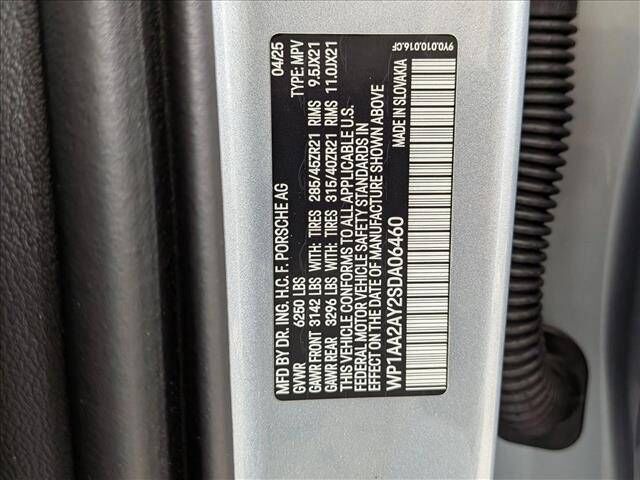 MFD BY DR. ING. H.C. F. PORSCHE AG 04/25
GVWR 6250 LBS TYPE: MPV
GAWR FRONT 3142 LBS WITH: TIRES 285/45ZR21 RIMS 9.5JX21
GAWR REAR 3296 LBS WITH: TIRES 315/40ZR21 RIMS 11.0JX21
THIS VEHICLE CONFORMS TO ALL APPLICABLE U.S.
FEDERAL MOTOR VEHICLE SAFETY STANDARDS IN
EFFECT ON DATE OF MANUFACTURE SHOWN ABOVE
WP1AA2AY2SDA06460 MADE IN SLOVAKIA
9Y0.010.016.CF